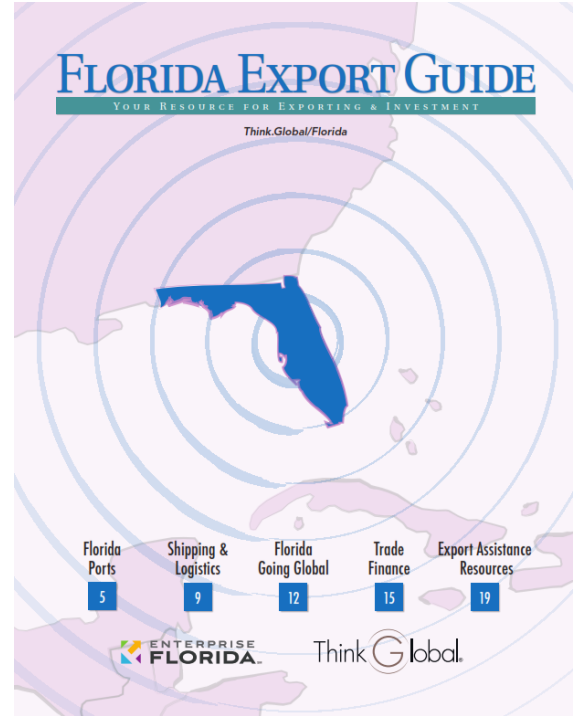 FLORIDA EXPORT GUIDE
YOUR RESOURCE FOR EXPORTING & INVESTMENT
Think.Global/Florida
Florida
Ports
5
Shipping &
Logistics
9
Florida
Going Global
12
Trade
Finance
15
Export Assistance
Resources
19
ENTERPRISE
FLORIDA
Think Global